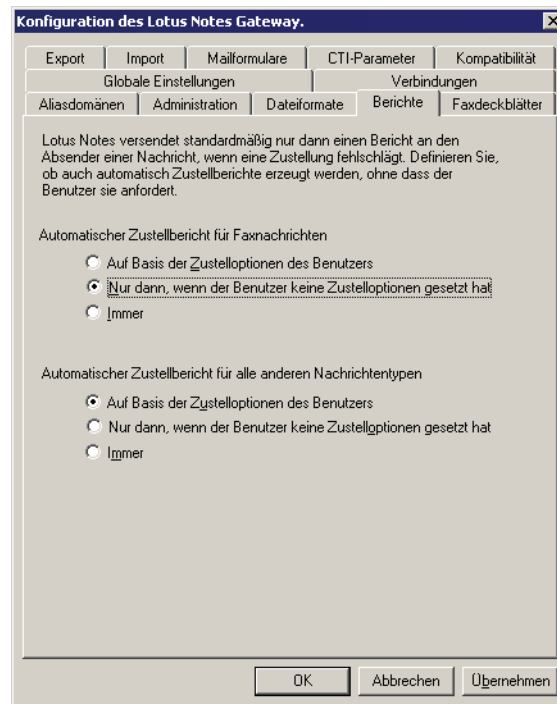 Konfiguration des Lotus Notes Gateway.
Export Import Mailformulare CTI-Parameter Kompatibilität
Globale Einstellungen Verbindungen
Aliasdomänen Administration Dateiformate Berichte Faxdeckblätter
Lotus Notes versendet standardmäßig nur dann einen Bericht an den
Absender einer Nachricht, wenn eine Zustellung fehlschlägt. Definieren Sie,
ob auch automatisch Zustellberichte erzeugt werden, ohne dass der
Benutzer sie anfordert.
Automatischer Zustellbericht für Faxnachrichten
Auf Basis der Zustelloptionen des Benutzers
Nur dann, wenn der Benutzer keine Zustelloptionen gesetzt hat
Immer
Automatischer Zustellbericht für alle anderen Nachrichtentypen
Auf Basis der Zustelloptionen des Benutzers
Nur dann, wenn der Benutzer keine Zustelloptionen gesetzt hat
Immer
OK Abbrechen Übernehmen